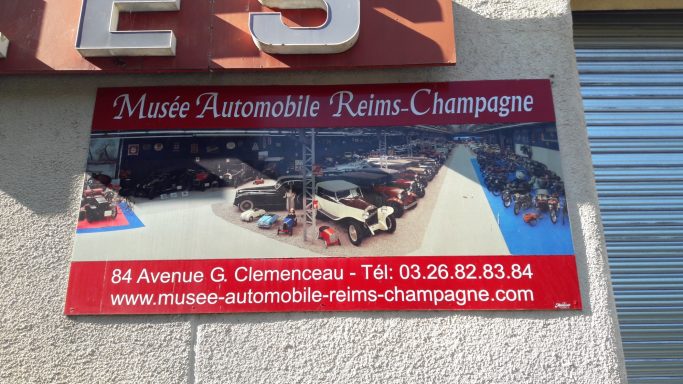 ES
Musée Automobile Reims-Champagne
84 Avenue G. Clemenceau - Tél: 03.26.82.83.84
www.musee-automobile-reims-champagne.com